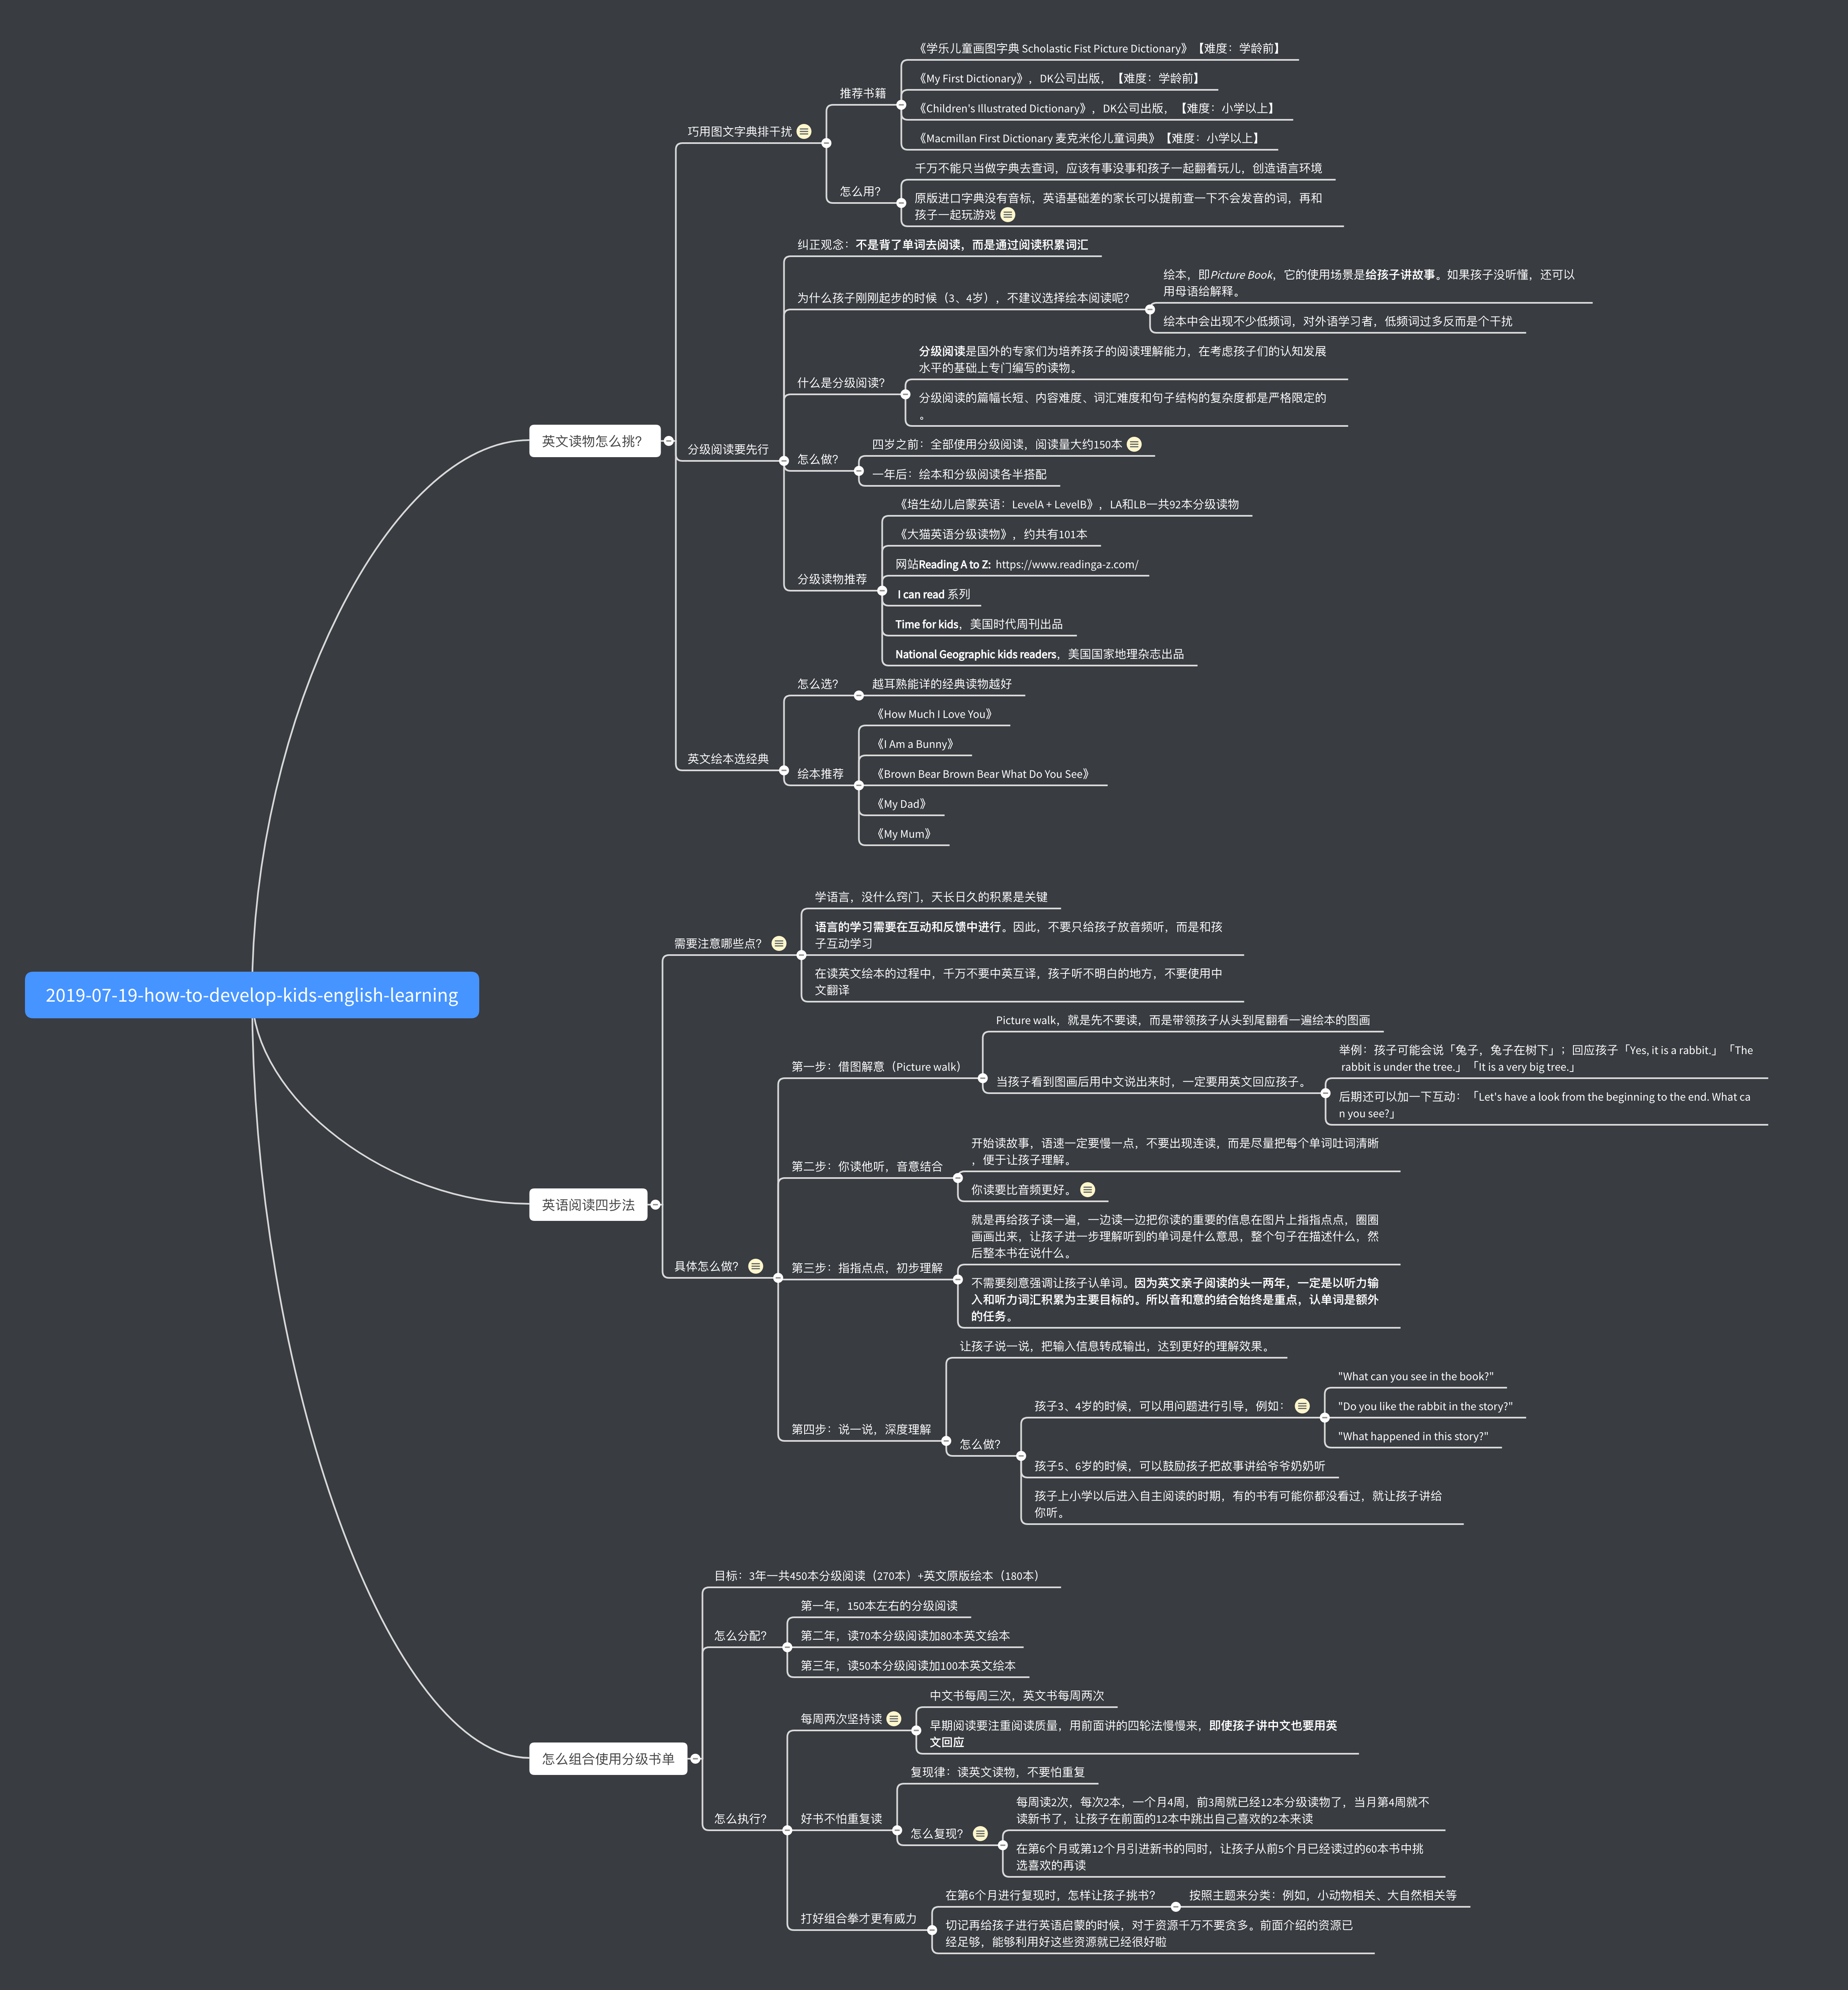 2019-07-19-how-to-develop-kids-english-learning
英文读物怎么挑?
巧用图文字典排干扰
推荐书籍
《学乐儿童画图字典 Scholastic Fist Picture Dictionary》【难度：学龄前】
《My First Dictionary》，DK公司出版，【难度：学龄前】
《Children's Illustrated Dictionary》，DK公司出版，【难度：小学以上】
《Macmillan First Dictionary 麦克米伦儿童词典》【难度：小学以上】
怎么用?
千万不能只当做字典去查词，应该有事没事和孩子一起翻着玩儿，创造语言环境
原版进口字典没有音标，英语基础差的家长可以提前查一下不会发音的词，再和
孩子一起玩游戏
分级阅读要先行
纠正观念：不是背了单词去阅读，而是通过阅读积累词汇
为什么孩子刚刚起步的时候（3、4岁），不建议选择绘本阅读呢?
绘本，即Picture Book，它的使用场景是给孩子讲故事。如果孩子没听懂，还可以
用母语给解释。
绘本中会出现不少低频词，对外语学习者，低频词过多反而是个干扰
什么是分级阅读?
分级阅读是国外的专家们为培养孩子的阅读理解能力，在考虑孩子们的认知发展
水平的基础上专门编写的读物。
分级阅读的篇幅长短、内容难度、词汇难度和句子结构的复杂度都是严格限定的
。
怎么做?
四岁之前：全部使用分级阅读，阅读量大约150本
一年后：绘本和分级阅读各半搭配
分级读物推荐
《培生幼儿启蒙英语：LevelA + LevelB》，LA和LB一共92本分级读物
《大猫英语分级读物》，约共有101本
网站Reading A to Z: https://www.readinga-z.com/
I can read 系列
Time for kids，美国时代周刊出品
National Geographic kids readers，美国国家地理杂志出品
英文绘本选经典
怎么选?
越耳熟能详的经典读物越好
绘本推荐
《How Much I Love You》
《I Am a Bunny》
《Brown Bear Brown Bear What Do You See》
《My Dad》
《My Mum》
英语阅读四步法
需要注意哪些点?
学语言，没什么窍门，天长日久的积累是关键
语言的学习需要在互动和反馈中进行。因此，不要只给孩子放音频听，而是和孩
子互动学习
在读英文绘本的过程中，千万不要中英互译，孩子听不明白的地方，不要使用中
文翻译
具体怎么做?
第一步：借图解意（Picture walk）
Picture walk，就是先不要读，而是带领孩子从头到尾翻看一遍绘本的图画
当孩子看到图画后用中文说出来时，一定要用英文回应孩子。
举例：孩子可能会说「兔子，兔子在树下」；回应孩子「Yes, it is a rabbit.」「The
rabbit is under the tree.」「It is a very big tree.」
后期还可以加一下互动：「Let's have a look from the beginning to the end. What ca
n you see?」
第二步：你读他听，音意结合
开始读故事，语速一定要慢一点，不要出现连读，而是尽量把每个单词吐词清晰
，便于让孩子理解。
你读要比音频更好。
第三步：指指点点，初步理解
就是再给孩子读一遍，一边读一边把你读的重要的信息在图片上指指点点，圈圈
画画出来，让孩子进一步理解听到的单词是什么意思，整个句子在描述什么，然
后整本书在说什么。
不需要刻意强调让孩子认单词。因为英文亲子阅读的头一两年，一定是以听力输
入和听力词汇积累为主要目标的。所以音和意的结合始终是重点，认单词是额外
的任务。
第四步：说一说，深度理解
让孩子说一说，把输入信息转成输出，达到更好的理解效果。
怎么做?
孩子3、4岁的时候，可以用问题进行引导，例如：
"What can you see in the book?"
"Do you like the rabbit in the story?"
"What happened in this story?"
孩子5、6岁的时候，可以鼓励孩子把故事讲给爷爷奶奶听
孩子上小学以后进入自主阅读的时期，有的书有可能你都没看过，就让孩子讲给
你听。
怎么组合使用分级书单
目标：3年一共450本分级阅读（270本）+英文原版绘本（180本）
怎么分配?
第一年，150本左右的分级阅读
第二年，读70本分级阅读加80本英文绘本
第三年，读50本分级阅读加100本英文绘本
怎么执行?
每周两次坚持读
中文书每周三次，英文书每周两次
早期阅读要注重阅读质量，用前面讲的四轮法慢慢来，即使孩子讲中文也要用英
文回应
好书不怕重复读
复现律：读英文读物，不要怕重复
怎么复现?
每周读2次，每次2本，一个月4周，前3周就已经12本分级读物了，当月第4周就不
读新书了，让孩子在前面的12本中跳出自己喜欢的2本来读
在第6个月或第12个月引进新书的同时，让孩子从前5个月已经读过的60本书中挑
选喜欢的再读
打好组合拳才更有威力
在第6个月进行复现时，怎样让孩子挑书?
按照主题来分类：例如，小动物相关、大自然相关等
切记再给孩子进行英语启蒙的时候，对于资源千万不要贪多。前面介绍的资源已
经足够，能够利用好这些资源就已经很好啦